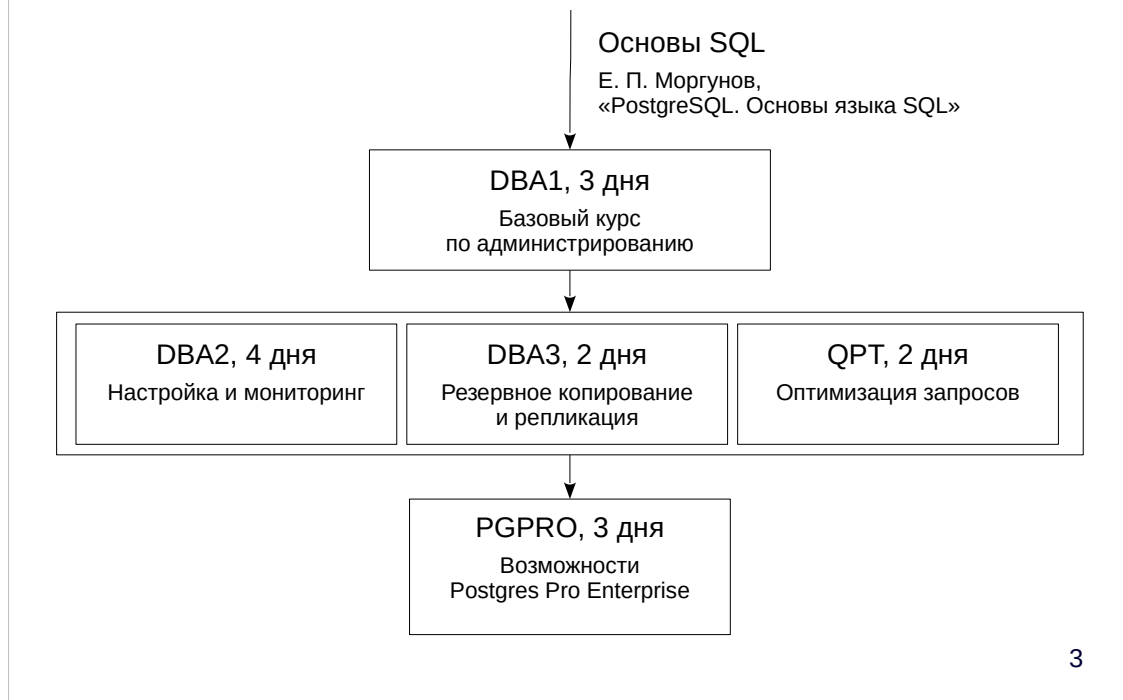 Основы SQL
Е. П. Моргунов,
«PostgreSQL. Основы языка SQL»
DBA1, 3 дня
Базовый курс
по администрированию
DBA2, 4 дня
Настройка и мониторинг
DBA3, 2 дня
Резервное копирование
и репликация
QPT, 2 дня
Оптимизация запросов
PGPRO, 3 дня
Возможности
Postgres Pro Enterprise
3